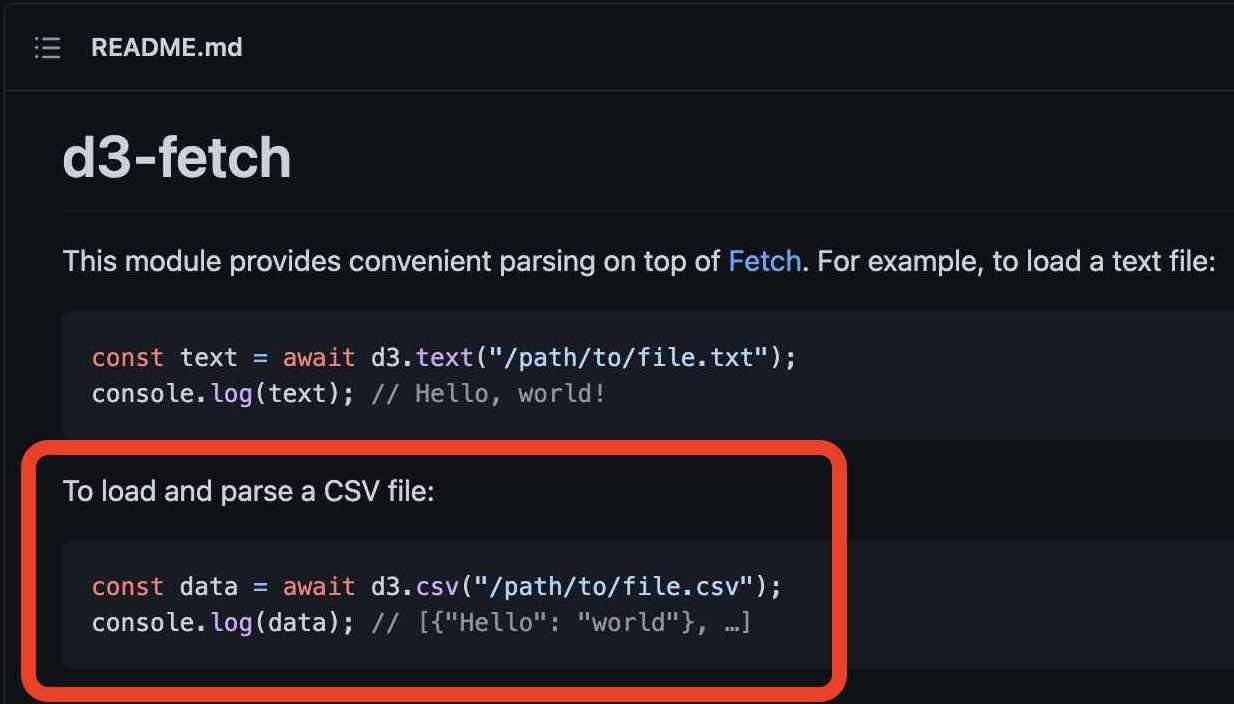 README.md
d3-fetch
This module provides convenient parsing on top of Fetch. For example, to load a text file:
const text = await d3.text("/path/to/file.txt");
console.log(text); // Hello, world!
To load and parse a CSV file:
const data = await d3.csv("/path/to/file.csv");
console.log(data); // [{"Hello": "world"}, …]